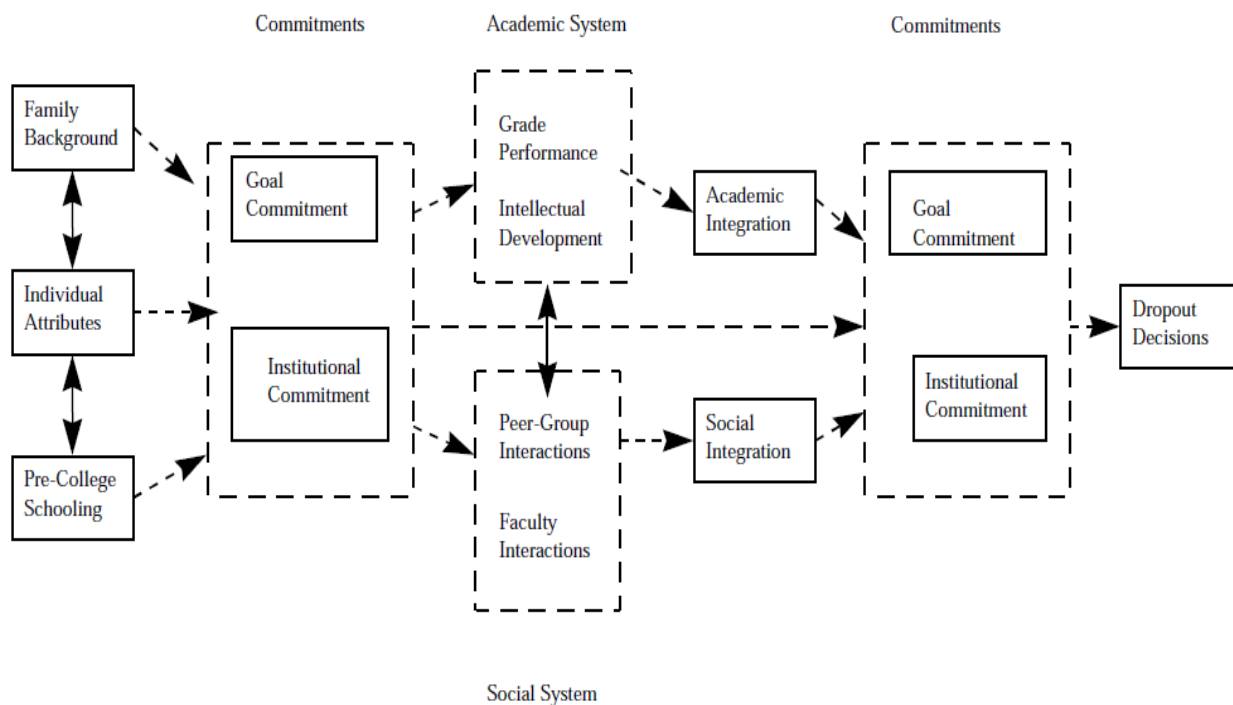 Commitments
Academic System
Commitments
Family
Background
Individual
Attributes
Pre-College
Schooling
Goal
Commitment
Institutional
Commitment
Grade
Performance
Intellectual
Development
Peer-Group
Interactions
Faculty
Interactions
Academic
Integration
Social
Integration
Goal
Commitment
Institutional
Commitment
Dropout
Decisions
Social System